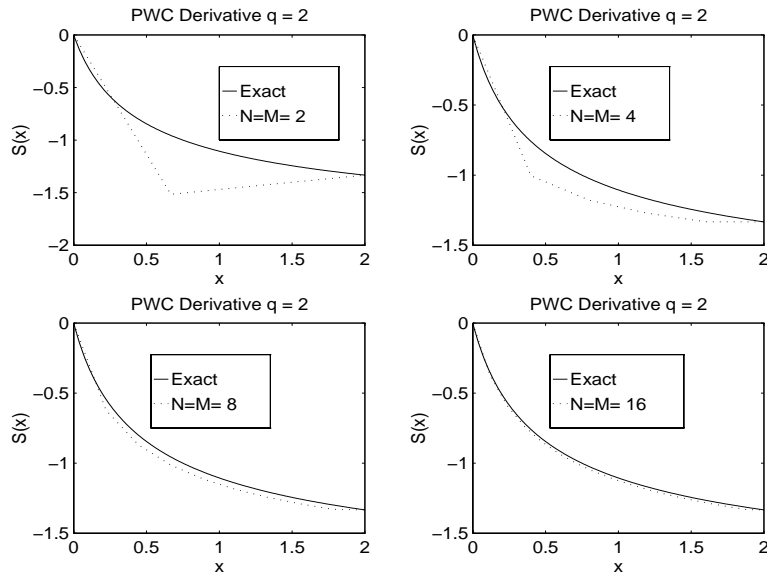 PWC Derivative q = 2
0
−0.5
−1
−1.5
−2
S(x)
Exact
N=M= 2
0 0.5 1 1.5 2
x
PWC Derivative q = 2
0
−0.5
−1
−1.5
S(x)
Exact
N=M= 4
0 0.5 1 1.5 2
x
PWC Derivative q = 2
0
−0.5
−1
−1.5
S(x)
Exact
N=M= 8
0 0.5 1 1.5 2
x
PWC Derivative q = 2
0
−0.5
−1
−1.5
S(x)
Exact
N=M= 16
0 0.5 1 1.5 2
x